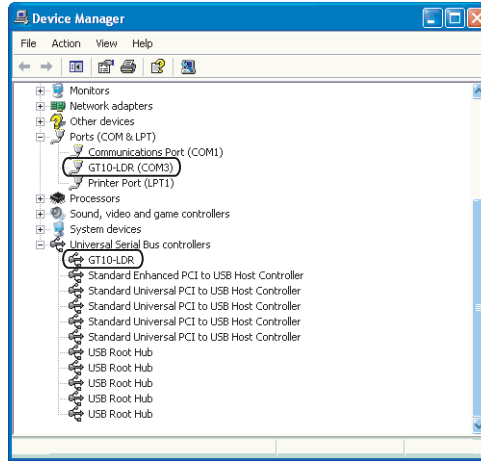 Device Manager
File Action View Help
Monitors
Network adapters
Other devices
Ports (COM & LPT)
Communications Port (COM1)
GT10-LDR (COM3)
Printer Port (LPT1)
Processors
Sound, video and game controllers
System devices
Universal Serial Bus controllers
GT10-LDR
Standard Enhanced PCI to USB Host Controller
Standard Universal PCI to USB Host Controller
Standard Universal PCI to USB Host Controller
Standard Universal PCI to USB Host Controller
Standard Universal PCI to USB Host Controller
USB Root Hub
USB Root Hub
USB Root Hub
USB Root Hub
USB Root Hub